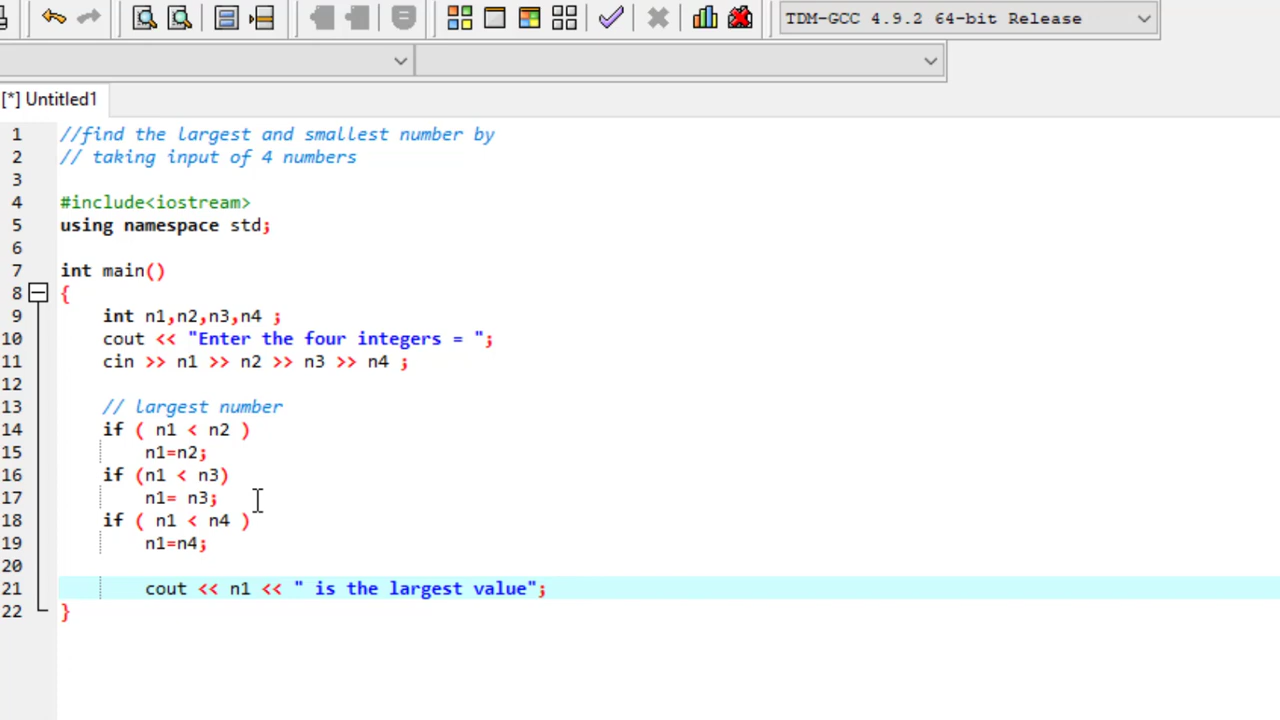 TDM-GCC 4.9.2 64-bit Release
[*] Untitled1
1 //find the largest and smallest number by
2 // taking input of 4 numbers
3
4 #include<iostream>
5 using namespace std;
6
7 int main()
8 {
9 int n1,n2,n3,n4 ;
10 cout << "Enter the four integers = ";
11 cin >> n1 >> n2 >> n3 >> n4 ;
12
13 // largest number
14 if ( n1 < n2 )
15 n1=n2;
16 if (n1 < n3)
17 n1= n3;
18 if ( n1 < n4 )
19 n1=n4;
20
21 cout << n1 << " is the largest value";
22 }